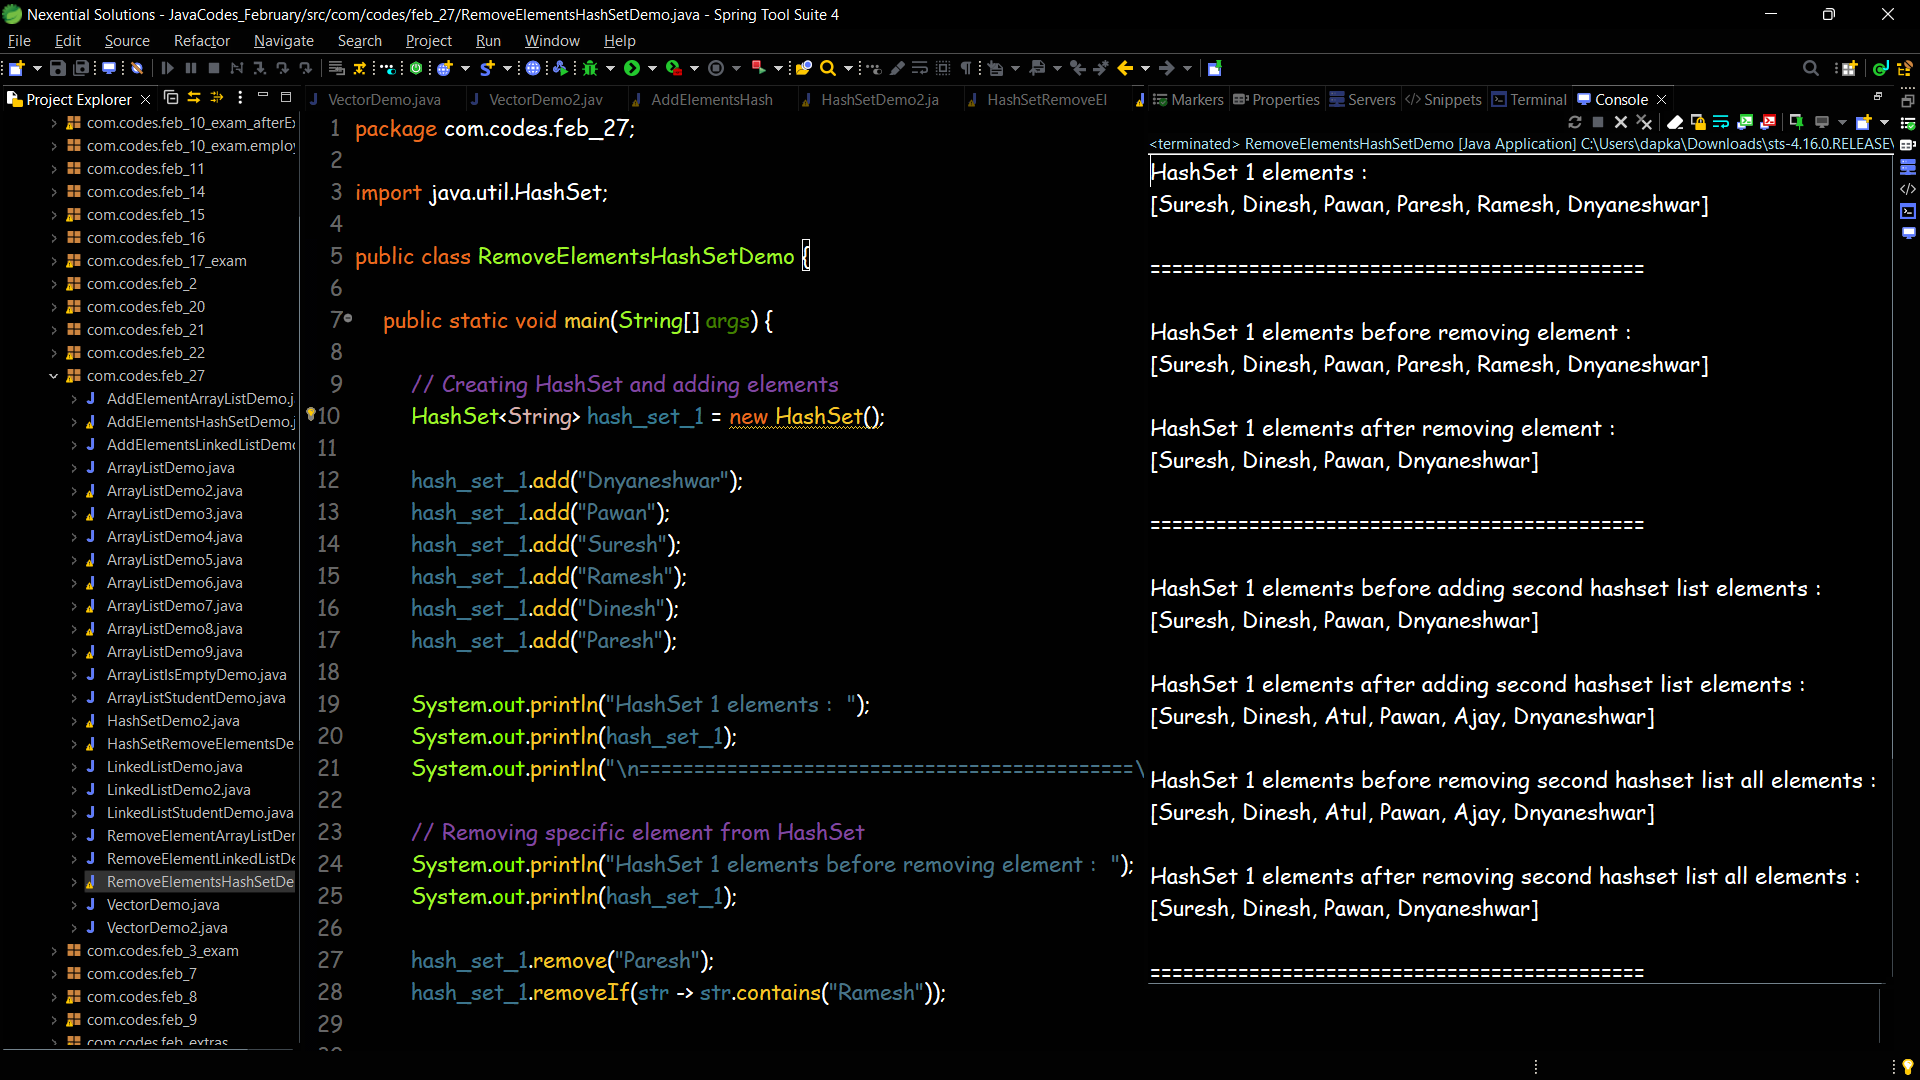 Nexential Solutions - JavaCodes_February/src/com/codes/feb_27/RemoveElementsHashSetDemo.java - Spring Tool Suite 4
File Edit Source Refactor Navigate Search Project Run Window Help
Project Explorer
com.codes.feb_10_exam_afterEx
com.codes.feb_10_exam.employ
com.codes.feb_11
com.codes.feb_14
com.codes.feb_15
com.codes.feb_16
com.codes.feb_17_exam
com.codes.feb_2
com.codes.feb_20
com.codes.feb_21
com.codes.feb_22
com.codes.feb_27
AddElementArrayListDemo.j
AddElementsHashSetDemo.j
AddElementsLinkedListDemo
ArrayListDemo.java
ArrayListDemo2.java
ArrayListDemo3.java
ArrayListDemo4.java
ArrayListDemo5.java
ArrayListDemo6.java
ArrayListDemo7.java
ArrayListDemo8.java
ArrayListDemo9.java
ArrayListIsEmptyDemo.java
ArrayListStudentDemo.java
HashSetDemo2.java
HashSetRemoveElementsDe
LinkedListDemo.java
LinkedListDemo2.java
LinkedListStudentDemo.java
RemoveElementArrayListDer
RemoveElementLinkedListDe
RemoveElementsHashSetDe
VectorDemo.java
VectorDemo2.java
com.codes.feb_3_exam
com.codes.feb_7
com.codes.feb_8
com.codes.feb_9
com.codes.feb_extras
VectorDemo.java VectorDemo2.jav AddElementsHash HashSetDemo2.ja HashSetRemoveEl
1 package com.codes.feb_27;
2
3 import java.util.HashSet;
4
5 public class RemoveElementsHashSetDemo {
6
7 public static void main(String[] args) {
8
9 // Creating HashSet and adding elements
10 HashSet<String> hash_set_1 = new HashSet();
11
12 hash_set_1.add("Dnyaneshwar");
13 hash_set_1.add("Pawan");
14 hash_set_1.add("Suresh");
15 hash_set_1.add("Ramesh");
16 hash_set_1.add("Dinesh");
17 hash_set_1.add("Paresh");
18
19 System.out.println("HashSet 1 elements :  ");
20 System.out.println(hash_set_1);
21 System.out.println("\n=============================================\
22
23 // Removing specific element from HashSet
24 System.out.println("HashSet 1 elements before removing element :  ");
25 System.out.println(hash_set_1);
26
27 hash_set_1.remove("Paresh");
28 hash_set_1.removeIf(str -> str.contains("Ramesh"));
29
Markers Properties Servers Snippets Terminal Console
<terminated> RemoveElementsHashSetDemo [Java Application] C:\Users\dapka\Downloads\sts-4.16.0.RELEASE\
HashSet 1 elements :
[Suresh, Dinesh, Pawan, Paresh, Ramesh, Dnyaneshwar]
=============================================
HashSet 1 elements before removing element :
[Suresh, Dinesh, Pawan, Paresh, Ramesh, Dnyaneshwar]
HashSet 1 elements after removing element :
[Suresh, Dinesh, Pawan, Dnyaneshwar]
=============================================
HashSet 1 elements before adding second hashset list elements :
[Suresh, Dinesh, Pawan, Dnyaneshwar]
HashSet 1 elements after adding second hashset list elements :
[Suresh, Dinesh, Atul, Pawan, Ajay, Dnyaneshwar]
HashSet 1 elements before removing second hashset list all elements :
[Suresh, Dinesh, Atul, Pawan, Ajay, Dnyaneshwar]
HashSet 1 elements after removing second hashset list all elements :
[Suresh, Dinesh, Pawan, Dnyaneshwar]
=============================================